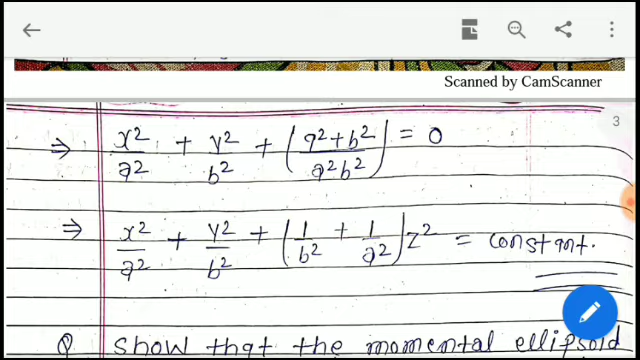 Scanned by CamScanner
3
⇒ x²/a² + y²/b² + (a²+b²/a²b²) = 0
⇒ x²/a² + y²/b² + (1/b² + 1/a²) z² = constant.
Q Show that the momental ellipsoid